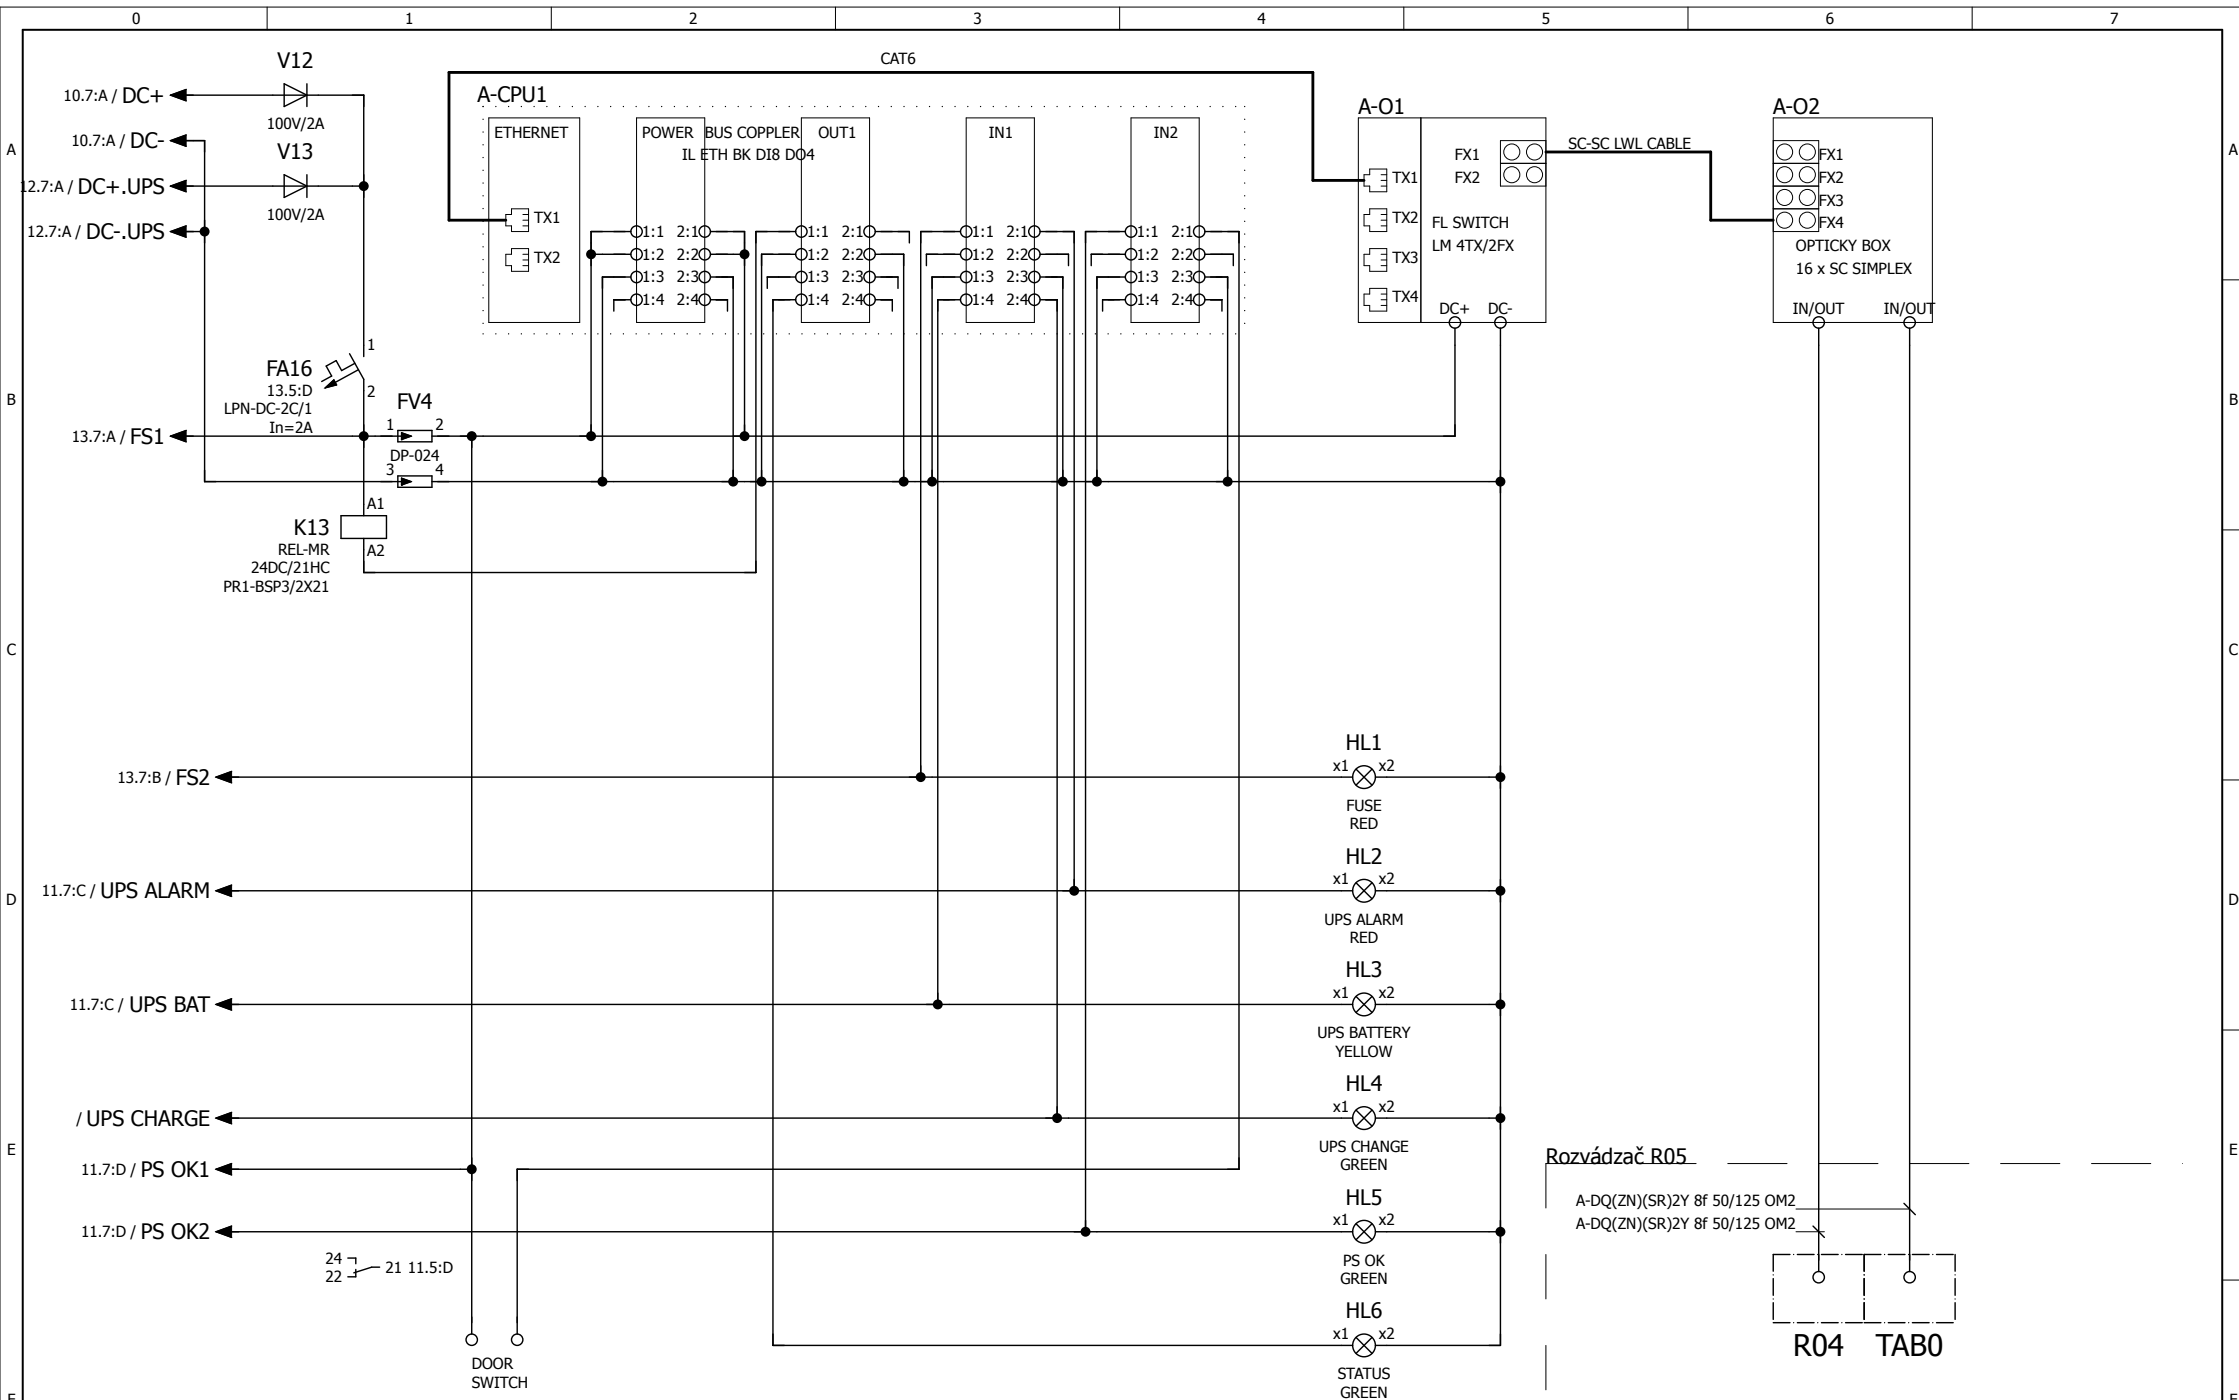 0 1 2 3 4 5 6 7
A
B
C
D
E
F
A
B
C
D
E
F
V12
10.7:A / DC+
100V/2A
10.7:A / DC-
V13
12.7:A / DC+.UPS
100V/2A
12.7:A / DC-.UPS
CAT6
A-CPU1
ETHERNET
TX1
TX2
POWER
BUS COPPLER
IL ETH BK DI8 DO4
OUT1
IN1
IN2
1:1 2:1
1:2 2:2
1:3 2:3
1:4 2:4
1:1 2:1
1:2 2:2
1:3 2:3
1:4 2:4
1:1 2:1
1:2 2:2
1:3 2:3
1:4 2:4
1:1 2:1
1:2 2:2
1:3 2:3
1:4 2:4
A-O1
TX1
TX2
TX3
TX4
FX1
FX2
FL SWITCH
LM 4TX/2FX
DC+ DC-
SC-SC LWL CABLE
A-O2
FX1
FX2
FX3
FX4
OPTICKY BOX
16 x SC SIMPLEX
IN/OUT IN/OUT
1
FA16
13.5:D
2
LPN-DC-2C/1
In=2A
FV4
13.7:A / FS1
1 2
DP-024
3 4
A1
K13
A2
REL-MR
24DC/21HC
PR1-BSP3/2X21
13.7:B / FS2
11.7:C / UPS ALARM
11.7:C / UPS BAT
/ UPS CHARGE
11.7:D / PS OK1
11.7:D / PS OK2
24
22
21 11.5:D
DOOR
SWITCH
HL1
x1 x2
FUSE
RED
HL2
x1 x2
UPS ALARM
RED
HL3
x1 x2
UPS BATTERY
YELLOW
HL4
x1 x2
UPS CHANGE
GREEN
HL5
x1 x2
PS OK
GREEN
HL6
x1 x2
STATUS
GREEN
Rozvádzač R05
A-DQ(ZN)(SR)2Y 8f 50/125 OM2
A-DQ(ZN)(SR)2Y 8f 50/125 OM2
R04 TAB0